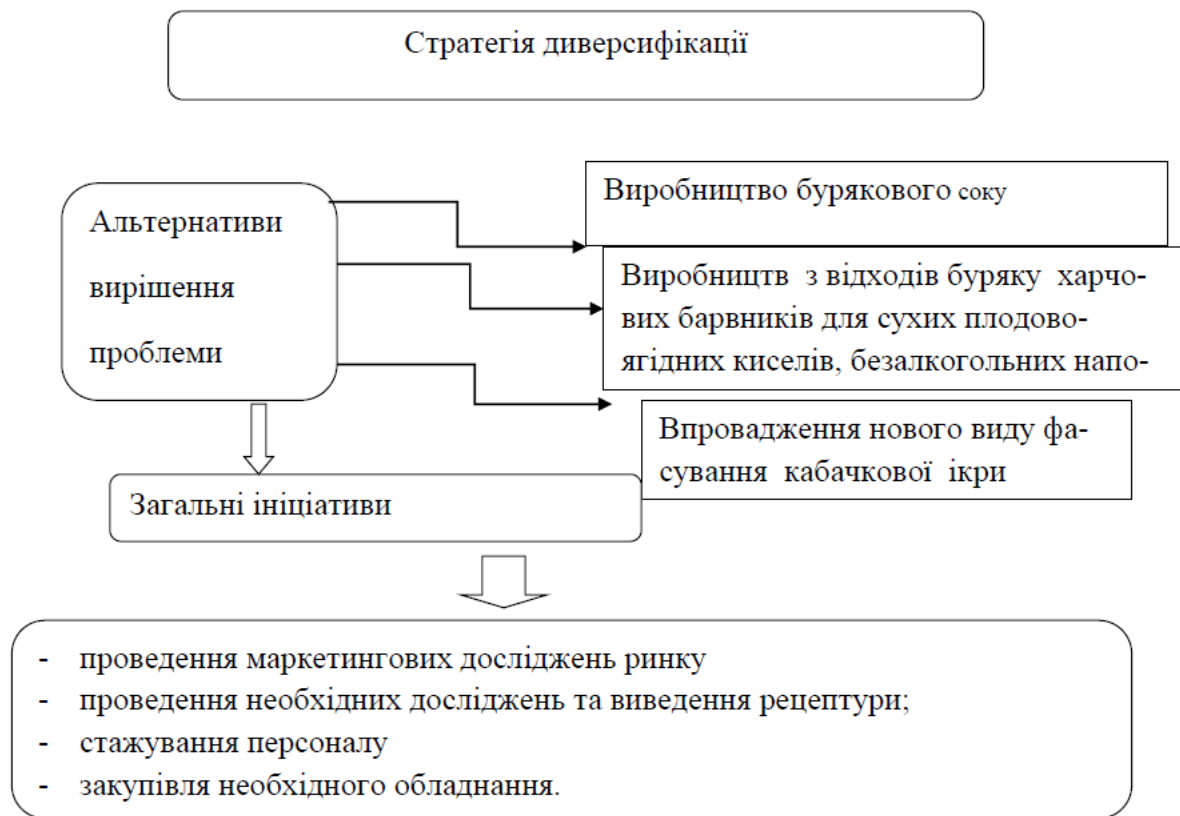 Стратегія диверсифікації
Альтернативи
вирішення
проблеми
Виробництво бурякового соку
Виробництв з відходів буряку харчо-
вих барвників для сухих плодово-
ягідних киселів, безалкогольних напо-
Впровадження нового виду фа-
сування кабачкової ікри
Загальні ініціативи
- проведення маркетингових досліджень ринку
- проведення необхідних досліджень та виведення рецептури;
- стажування персоналу
- закупівля необхідного обладнання.